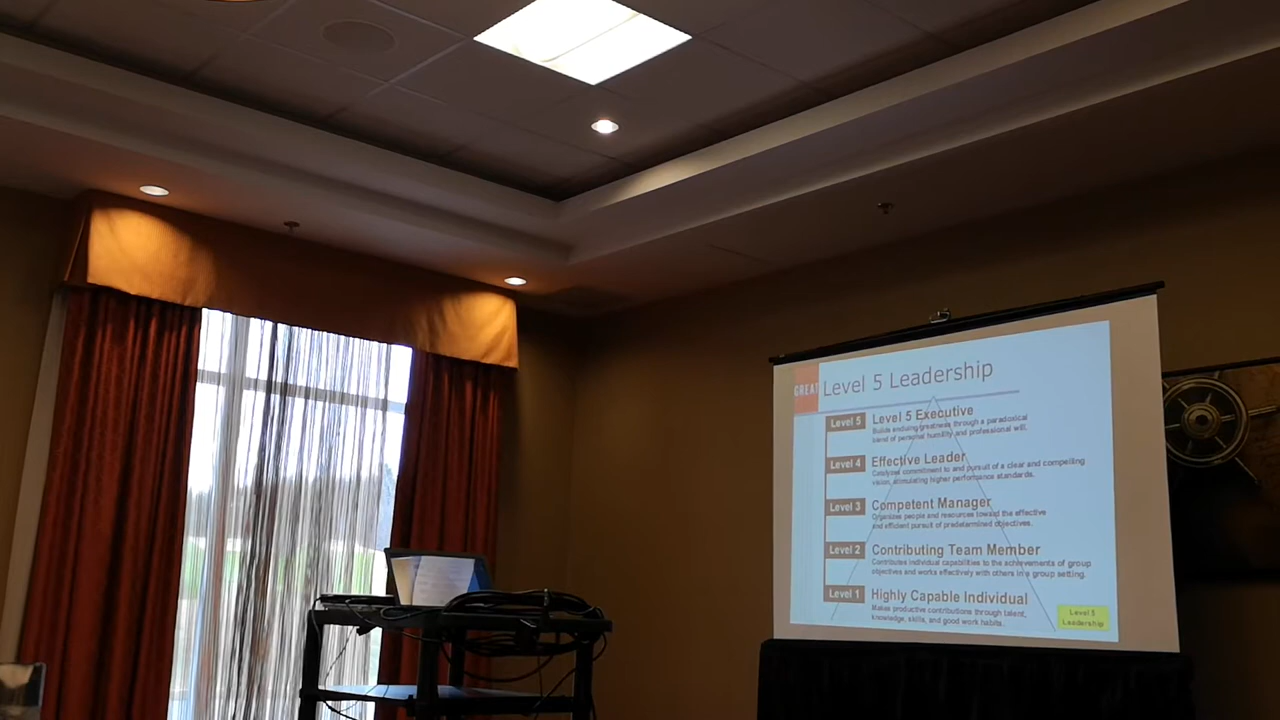 GREAT
Level 5 Leadership
Level 5
Level 5 Executive
Builds enduring greatness through a paradoxical
blend of personal humility and professional will.
Level 4
Effective Leader
Catalyzes commitment to and pursuit of a clear and compelling
vision, stimulating higher performance standards.
Level 3
Competent Manager
Organizes people and resources toward the effective
and efficient pursuit of predetermined objectives.
Level 2
Contributing Team Member
Contributes individual capabilities to the achievements of group
objectives and works effectively with others in a group setting.
Level 1
Highly Capable Individual
Makes productive contributions through talent,
knowledge, skills, and good work habits.
Level 5
Leadership